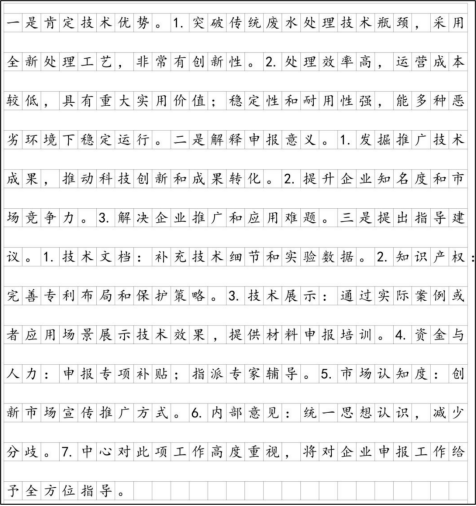 一是肯定技术优势。1.突破传统废水处理技术瓶颈，采用
全新处理工艺，非常有创新性。2.处理效率高，运营成本
较低，具有重大实用价值；稳定性和耐用性强，能多种恶
劣环境下稳定运行。二是解释申报意义。1.发掘推广技术
成果，推动科技创新和成果转化。2.提升企业知名度和市
场竞争力。3.解决企业推广和应用难题。三是提出指导建
议。1.技术文档：补充技术细节和实验数据。2.知识产权：
完善专利布局和保护策略。3.技术展示：通过实际案例或
者应用场景展示技术效果，提供材料申报培训。4.资金与
人力：申报专项补贴；指派专家辅导。5.市场认知度：创
新市场宣传推广方式。6.内部意见：统一思想认识，减少
分歧。7.中心对此项工作高度重视，将对企业申报工作给
予全方位指导。